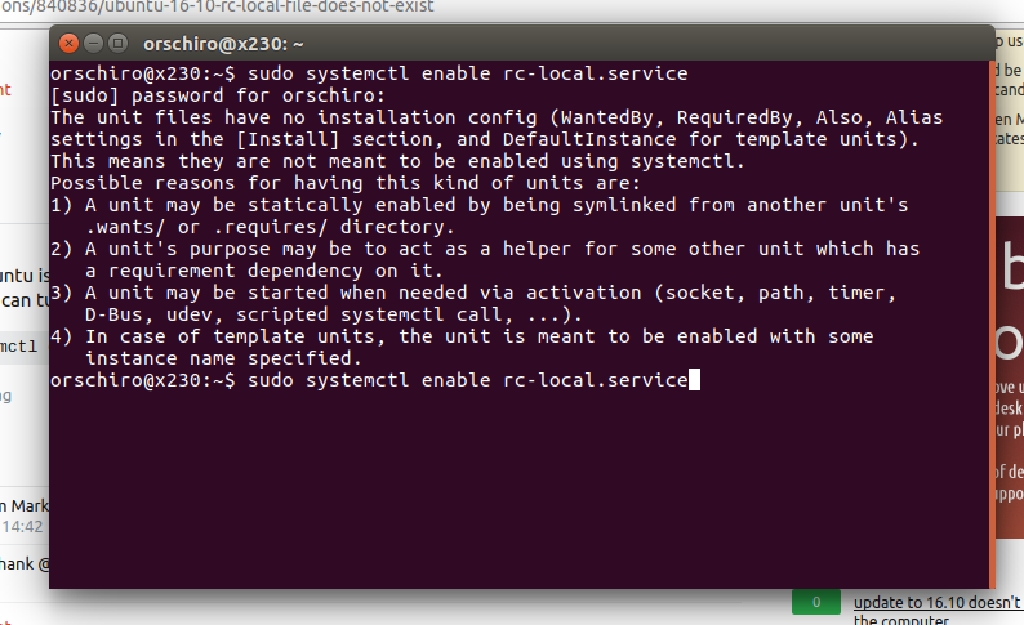 ons/840836/ubuntu-16-10-rc-local-file-does-not-exist
orschiro@x230: ~
orschiro@x230:~$ sudo systemctl enable rc-local.service
[sudo] password for orschiro:
The unit files have no installation config (WantedBy, RequiredBy, Also, Alias
settings in the [Install] section, and DefaultInstance for template units).
This means they are not meant to be enabled using systemctl.
Possible reasons for having this kind of units are:
1) A unit may be statically enabled by being symlinked from another unit's
   .wants/ or .requires/ directory.
2) A unit's purpose may be to act as a helper for some other unit which has
   a requirement dependency on it.
3) A unit may be started when needed via activation (socket, path, timer,
   D-Bus, udev, scripted systemctl call, ...).
4) In case of template units, the unit is meant to be enabled with some
   instance name specified.
orschiro@x230:~$ sudo systemctl enable rc-local.service
untu is
can tu
mctl
n Mark
14:42
hank @
p us
d be
cand
en M
ates
b
o
ove u
desk
ur pl
of de
uppo
0
update to 16.10 doesn't
the computer